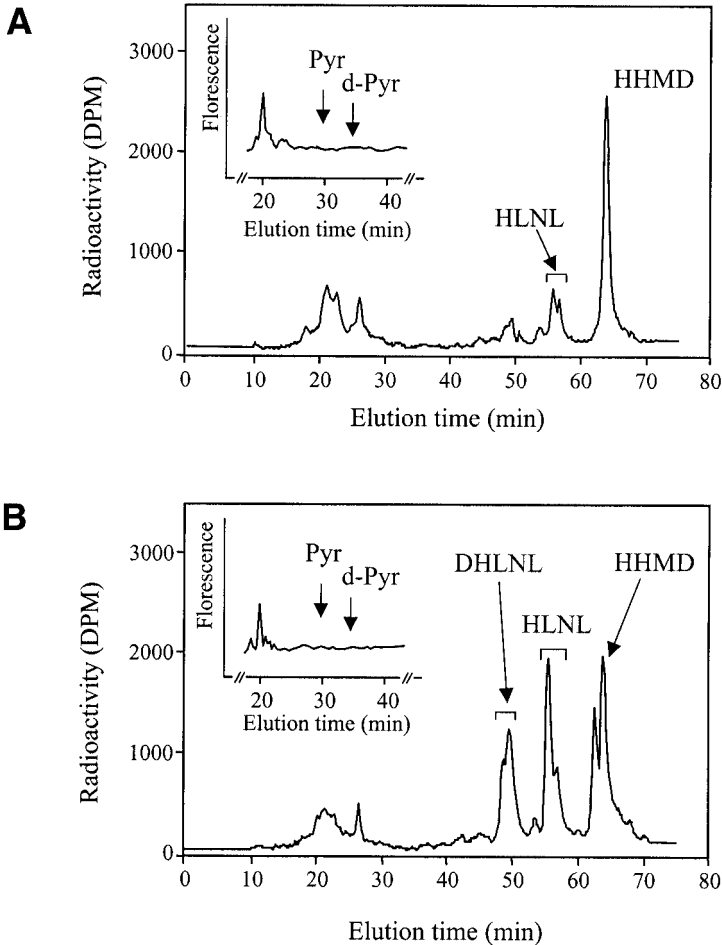 A
3000
2000
1000
0
Radioactivity (DPM)
Florescence
Pyr
d-Pyr
20
30
40
Elution time (min)
HLNL
HHMD
0
10
20
30
40
50
60
70
80
Elution time (min)
B
3000
2000
1000
0
Radioactivity (DPM)
Florescence
Pyr
d-Pyr
20
30
40
Elution time (min)
DHLNL
HLNL
HHMD
0
10
20
30
40
50
60
70
80
Elution time (min)